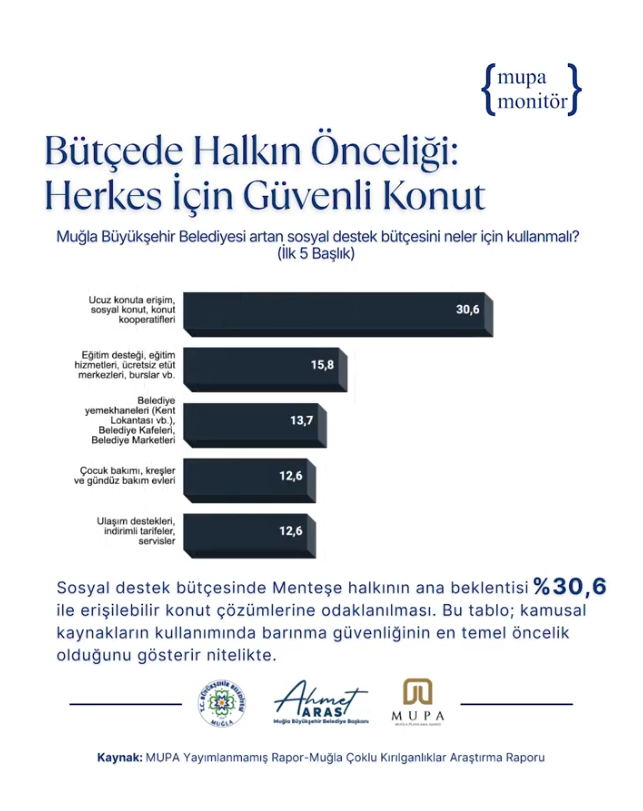 mupa
monitör
Bütçede Halkın Önceliği:
Herkes İçin Güvenli Konut
Muğla Büyükşehir Belediyesi artan sosyal destek bütçesini neler için kullanmalı?
(İlk 5 Başlık)
Ucuz konuta erişim,
sosyal konut, konut
kooperatifleri
30,6
Eğitim desteği, eğitim
hizmetleri, ücretsiz etüt
merkezleri, burslar vb.
15,8
Belediye
yemekhaneleri (Kent
Lokantası vb.),
Belediye Kafeleri,
Belediye Marketleri
13,7
Çocuk bakımı, kreşler
ve gündüz bakım evleri
12,6
Ulaşım destekleri,
indirimli tarifeler,
servisler
12,6
Sosyal destek bütçesinde Menteşe halkının ana beklentisi %30,6
ile erişilebilir konut çözümlerine odaklanılması. Bu tablo; kamusal
kaynakların kullanımında barınma güvenliğinin en temel öncelik
olduğunu gösterir nitelikte.
T.C. BÜYÜKŞEHİR BELEDİYESİ
MUĞLA
Ahmet
ARAS
Muğla Büyükşehir Belediye Başkanı
MUPA
Kaynak: MUPA Yayımlanmamış Rapor-Muğla Çoklu Kırılganlıklar Araştırma Raporu